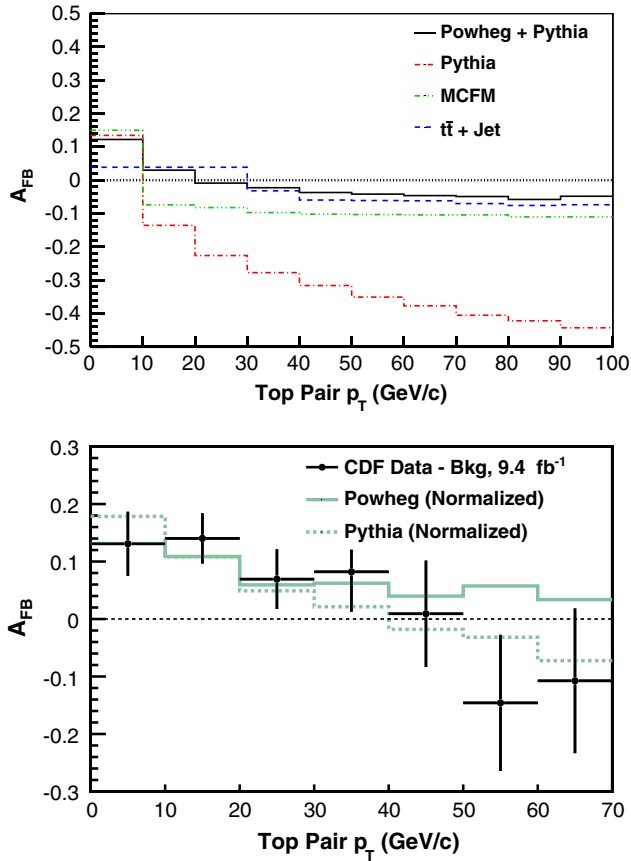 0.5
0.4
0.3
0.2
0.1
0
-0.1
-0.2
-0.3
-0.4
-0.5
A_FB
Powheg + Pythia
Pythia
MCFM
tt̄ + Jet
0 10 20 30 40 50 60 70 80 90 100
Top Pair p_T (GeV/c)
0.3
0.2
0.1
0
-0.1
-0.2
-0.3
A_FB
CDF Data - Bkg, 9.4 fb⁻¹
Powheg (Normalized)
Pythia (Normalized)
0 10 20 30 40 50 60 70
Top Pair p_T (GeV/c)